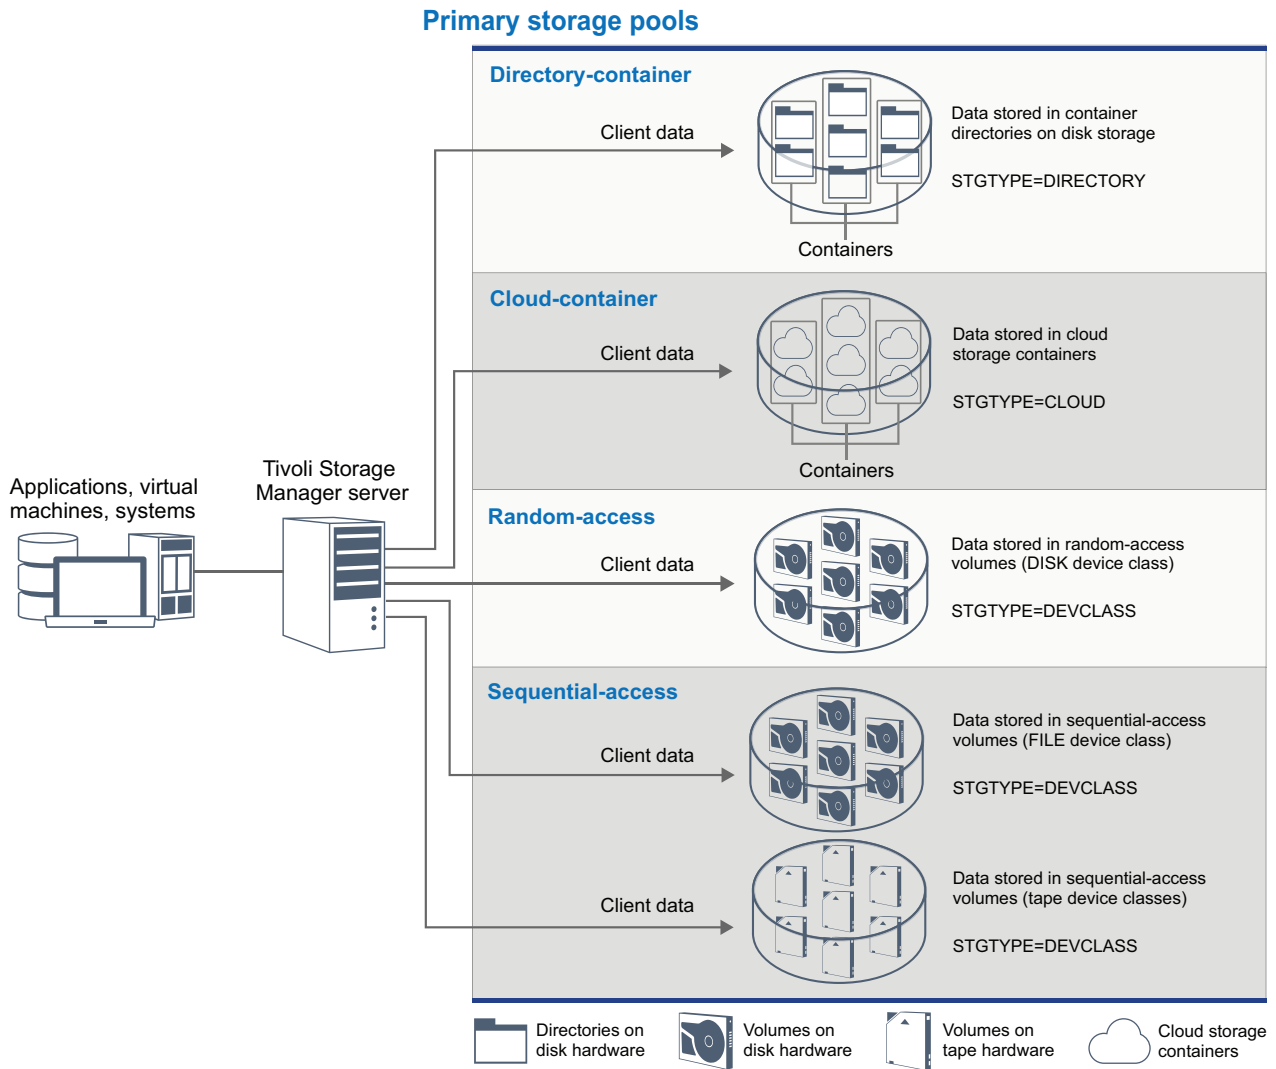 Primary storage pools
Directory-container
Client data
Data stored in container
directories on disk storage
STGTYPE=DIRECTORY
Containers
Cloud-container
Client data
Data stored in cloud
storage containers
STGTYPE=CLOUD
Containers
Applications, virtual
machines, systems
Tivoli Storage
Manager server
Random-access
Client data
Data stored in random-access
volumes (DISK device class)
STGTYPE=DEVCLASS
Sequential-access
Client data
Data stored in sequential-access
volumes (FILE device class)
STGTYPE=DEVCLASS
Client data
Data stored in sequential-access
volumes (tape device classes)
STGTYPE=DEVCLASS
Directories on
disk hardware
Volumes on
disk hardware
Volumes on
tape hardware
Cloud storage
containers